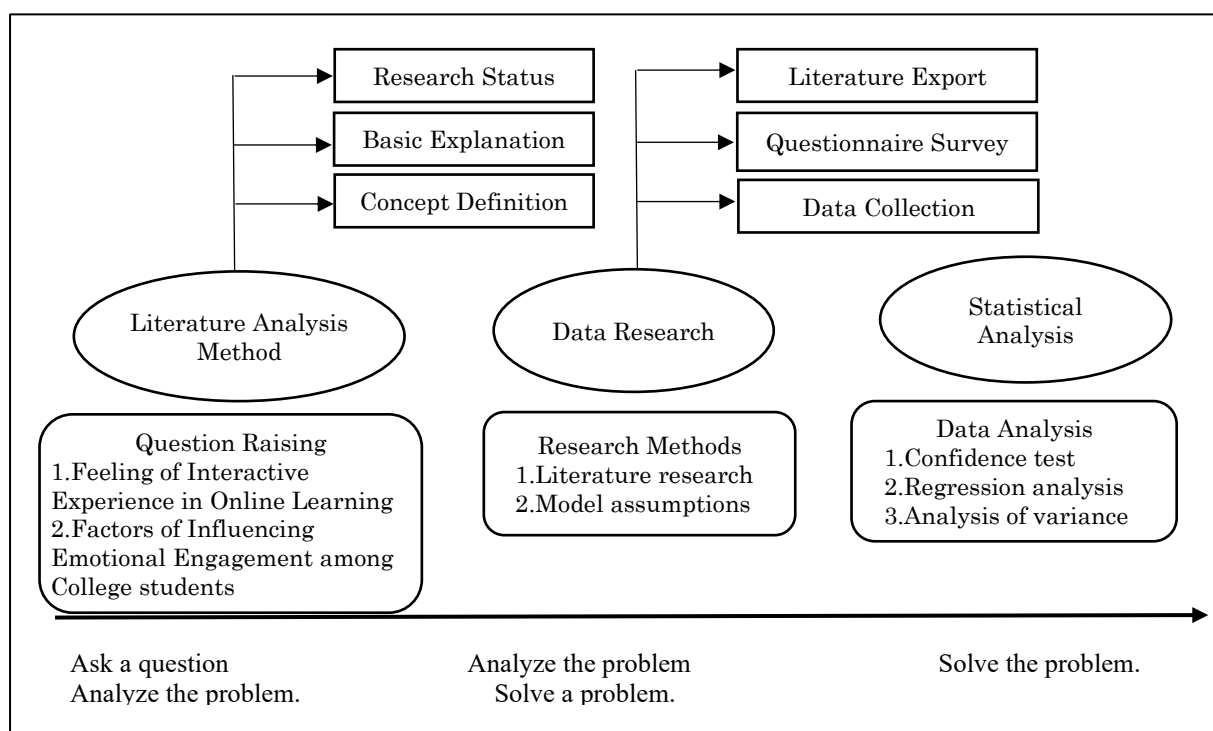 Research Status
Basic Explanation
Concept Definition
Literature Export
Questionnaire Survey
Data Collection
Literature Analysis
Method
Data Research
Statistical
Analysis
Question Raising
1.Feeling of Interactive
Experience in Online Learning
2.Factors of Influencing
Emotional Engagement among
College students
Research Methods
1.Literature research
2.Model assumptions
Data Analysis
1.Confidence test
2.Regression analysis
3.Analysis of variance
Ask a question
Analyze the problem.
Analyze the problem
Solve a problem.
Solve the problem.